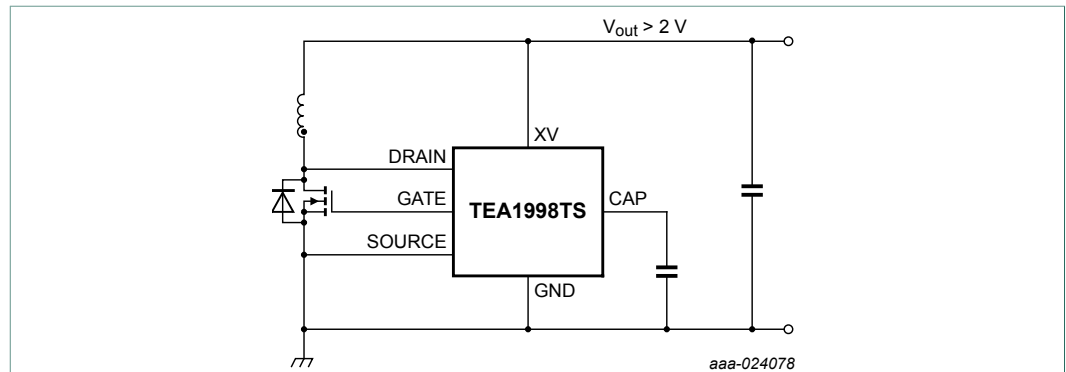 Vout > 2 V
XV
DRAIN
GATE
TEA1998TS
CAP
SOURCE
GND
aaa-024078